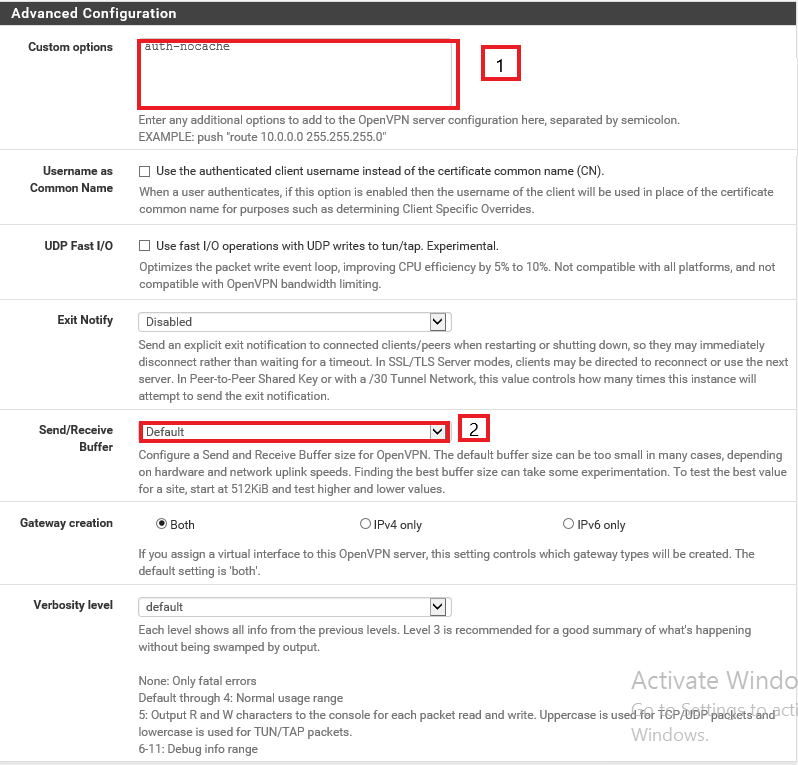 Advanced Configuration
Custom options
auth-nocache
1
Enter any additional options to add to the OpenVPN server configuration here, separated by semicolon.
EXAMPLE: push "route 10.0.0.0 255.255.255.0"
Username as
Common Name
Use the authenticated client username instead of the certificate common name (CN).
When a user authenticates, if this option is enabled then the username of the client will be used in place of the certificate
common name for purposes such as determining Client Specific Overrides.
UDP Fast I/O
Use fast I/O operations with UDP writes to tun/tap. Experimental.
Optimizes the packet write event loop, improving CPU efficiency by 5% to 10%. Not compatible with all platforms, and not
compatible with OpenVPN bandwidth limiting.
Exit Notify
Disabled
Send an explicit exit notification to connected clients/peers when restarting or shutting down, so they may immediately
disconnect rather than waiting for a timeout. In SSL/TLS Server modes, clients may be directed to reconnect or use the next
server. In Peer-to-Peer Shared Key or with a /30 Tunnel Network, this value controls how many times this instance will
attempt to send the exit notification.
Send/Receive
Buffer
Default
2
Configure a Send and Receive Buffer size for OpenVPN. The default buffer size can be too small in many cases, depending
on hardware and network uplink speeds. Finding the best buffer size can take some experimentation. To test the best value
for a site, start at 512KiB and test higher and lower values.
Gateway creation
Both
IPv4 only
IPv6 only
If you assign a virtual interface to this OpenVPN server, this setting controls which gateway types will be created. The
default setting is 'both'.
Verbosity level
default
Each level shows all info from the previous levels. Level 3 is recommended for a good summary of what's happening
without being swamped by output.
None: Only fatal errors
Default through 4: Normal usage range
5: Output R and W characters to the console for each packet read and write. Uppercase is used for TCP/UDP packets and
lowercase is used for TUN/TAP packets.
6-11: Debug info range
Activate Windo
Go to Settings to acti
Windows.